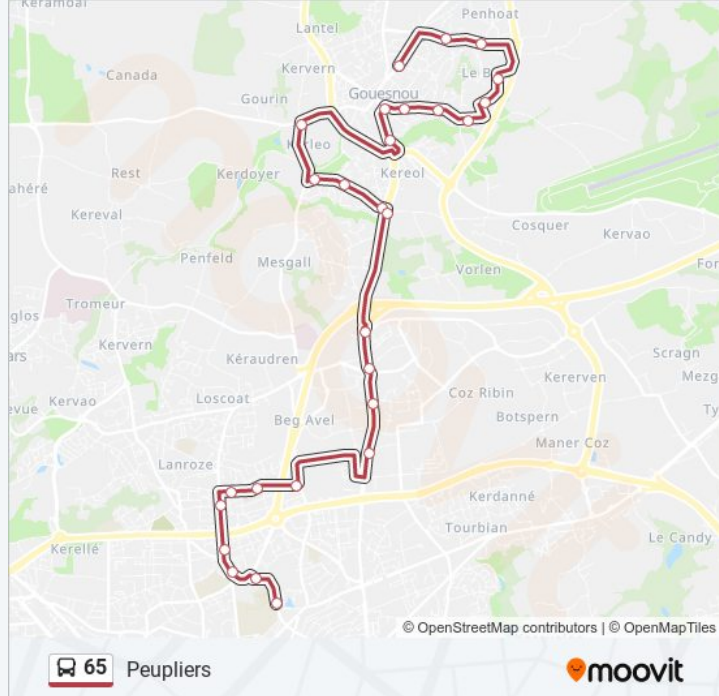 Keramoal
Penhoat
Lantel
Kervern
Canada
Le B
Gourin
Gouesnou
Kerleo
Rest
Kerdoyer
Kereol
ahéré
Kereval
Cosquer
Kervao
Penfeld
Mesgall
Vorlen
For
Tromeur
glos
Kervern
ars
Kéraudren
Scragn
Kererven
Mezg
Kervao
Loscoat
Coz Ribin
evue
Beg Avel
Botspern
Ty
Maner Coz
Lanroze
Kerdanné
Tourbian
Kerellé
Le Candy
© OpenStreetMap contributors | © OpenMapTiles
65 Peupliers moovit